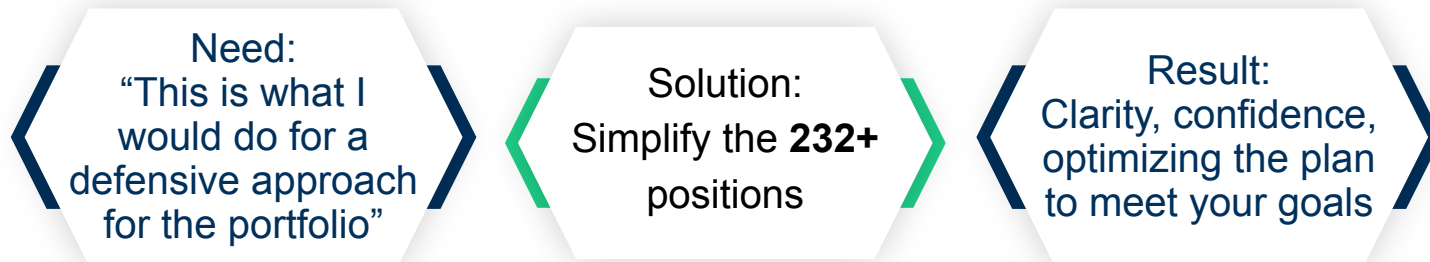 Need:
“This is what I
would do for a
defensive approach
for the portfolio”
Solution:
Simplify the 232+
positions
Result:
Clarity, confidence,
optimizing the plan
to meet your goals